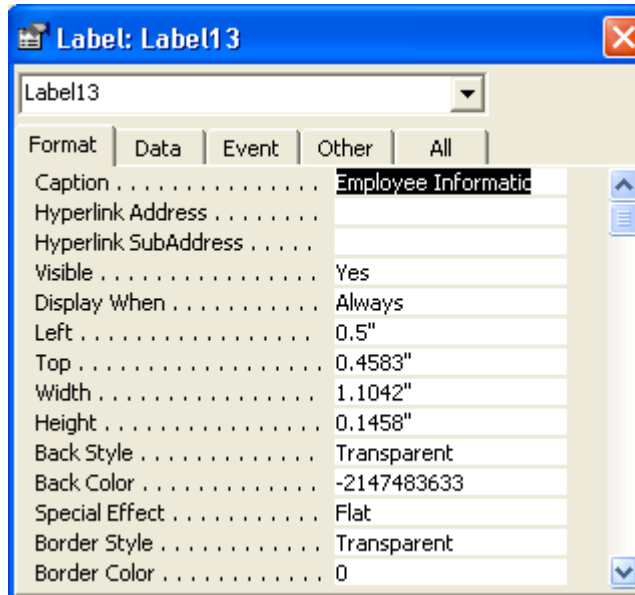 Label: Label13
Label13
Format Data Event Other All
Caption . . . . . . . . . . . . . . . Employee Informatic
Hyperlink Address . . . . . . . .
Hyperlink SubAddress . . . . .
Visible . . . . . . . . . . . . . . . . Yes
Display When . . . . . . . . . . . Always
Left . . . . . . . . . . . . . . . . . 0.5"
Top . . . . . . . . . . . . . . . . . . 0.4583"
Width . . . . . . . . . . . . . . . . 1.1042"
Height . . . . . . . . . . . . . . . . 0.1458"
Back Style . . . . . . . . . . . . . Transparent
Back Color . . . . . . . . . . . . . -2147483633
Special Effect . . . . . . . . . . . Flat
Border Style . . . . . . . . . . . . Transparent
Border Color . . . . . . . . . . . . 0